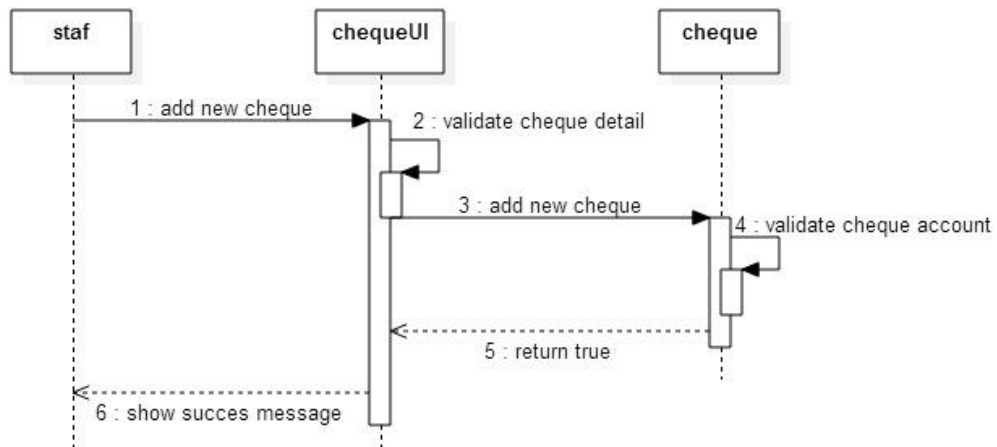 staf
chequeUI
cheque
1 : add new cheque
2 : validate cheque detail
3 : add new cheque
4 : validate cheque account
5 : return true
6 : show succes message